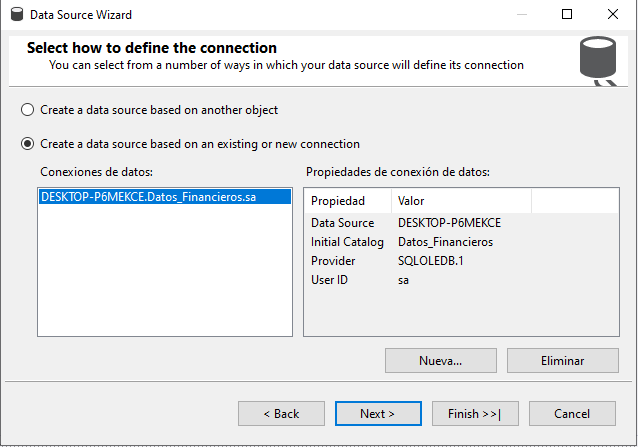 Data Source Wizard
Select how to define the connection
You can select from a number of ways in which your data source will define its connection
Create a data source based on another object
Create a data source based on an existing or new connection
Conexiones de datos:
DESKTOP-P6MEKCE.Datos_Financieros.sa
Propiedades de conexión de datos:
Propiedad Valor
Data Source DESKTOP-P6MEKCE
Initial Catalog Datos_Financieros
Provider SQLOLEDB.1
User ID sa
Nueva... Eliminar
< Back Next > Finish >>| Cancel